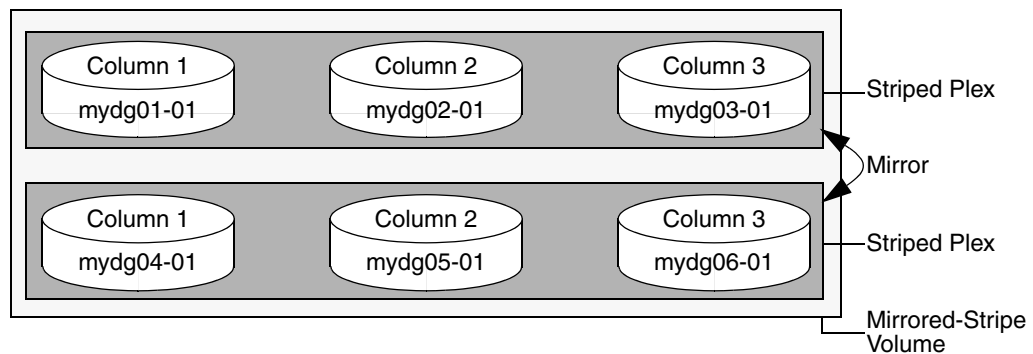 Column 1
mydg01-01
Column 2
mydg02-01
Column 3
mydg03-01
Striped Plex
Mirror
Column 1
mydg04-01
Column 2
mydg05-01
Column 3
mydg06-01
Striped Plex
Mirrored-Stripe
Volume